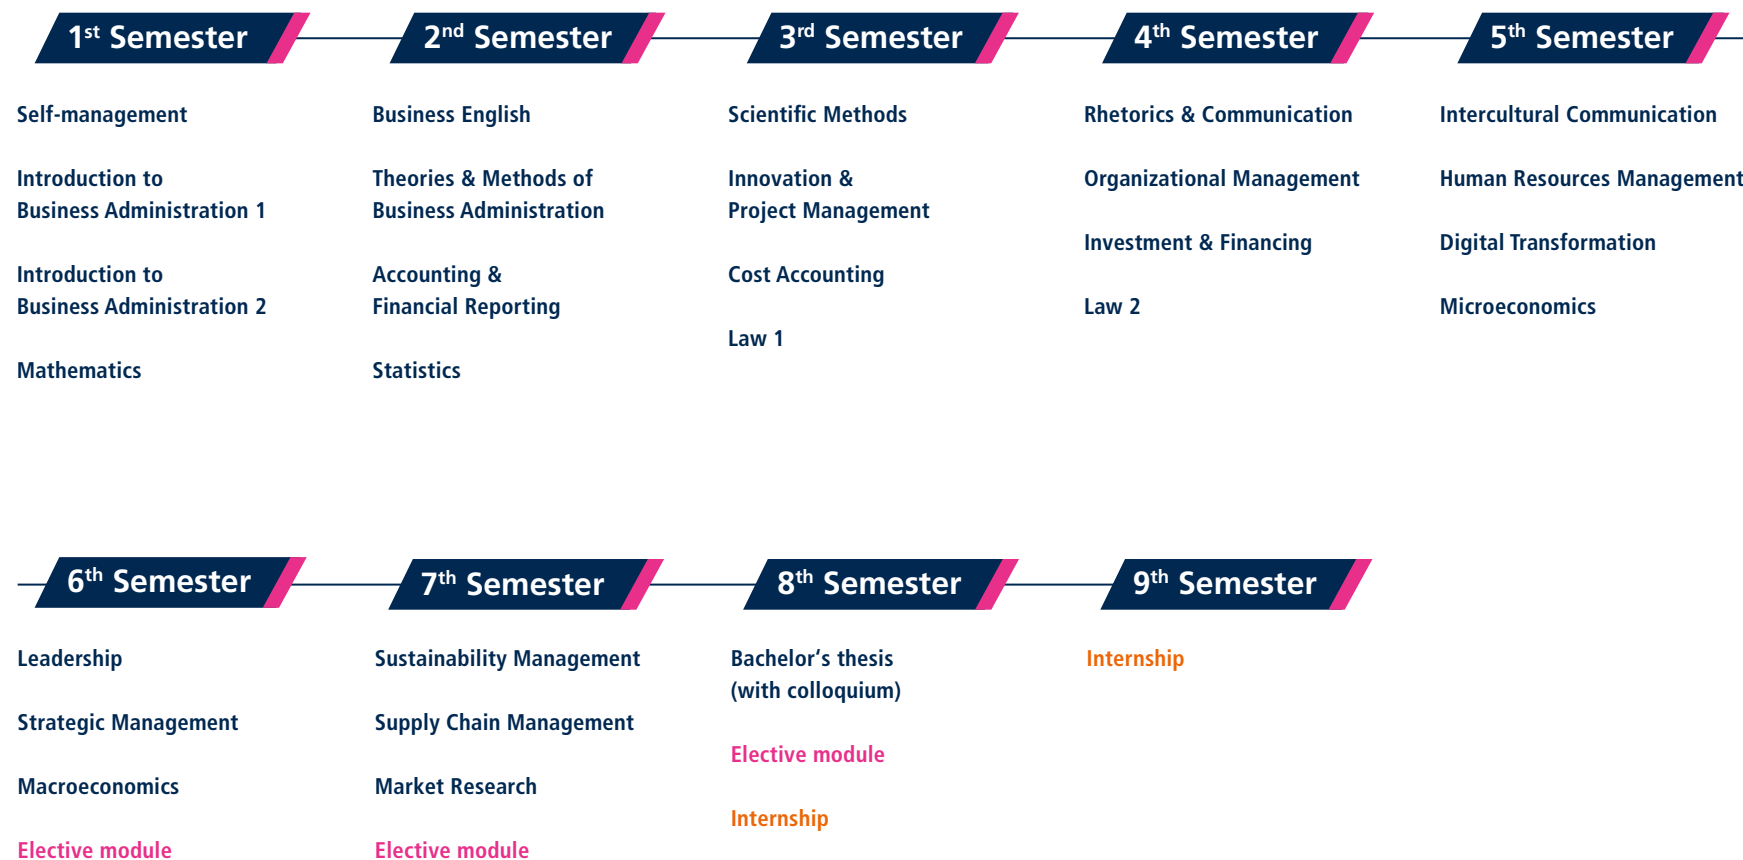 1st Semester
Self-management
Introduction to
Business Administration 1
Introduction to
Business Administration 2
Mathematics
2nd Semester
Business English
Theories & Methods of
Business Administration
Accounting &
Financial Reporting
Statistics
3rd Semester
Scientific Methods
Innovation &
Project Management
Cost Accounting
Law 1
4th Semester
Rhetorics & Communication
Organizational Management
Investment & Financing
Law 2
5th Semester
Intercultural Communication
Human Resources Management
Digital Transformation
Microeconomics
6th Semester
Leadership
Strategic Management
Macroeconomics
Elective module
7th Semester
Sustainability Management
Supply Chain Management
Market Research
Elective module
8th Semester
Bachelor‘s thesis
(with colloquium)
Elective module
Internship
9th Semester
Internship